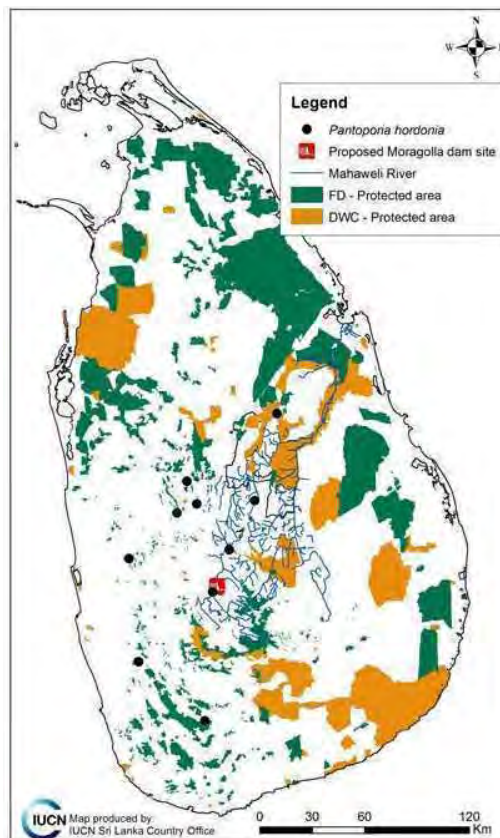 N
W
S
Legend
Pantoporia hordonia
Proposed Moragolla dam site
Mahaweli River
FD - Protected area
DWC - Protected area
IUCN
Map produced by
IUCN Sri Lanka Country Office
0 30 60 120
Km